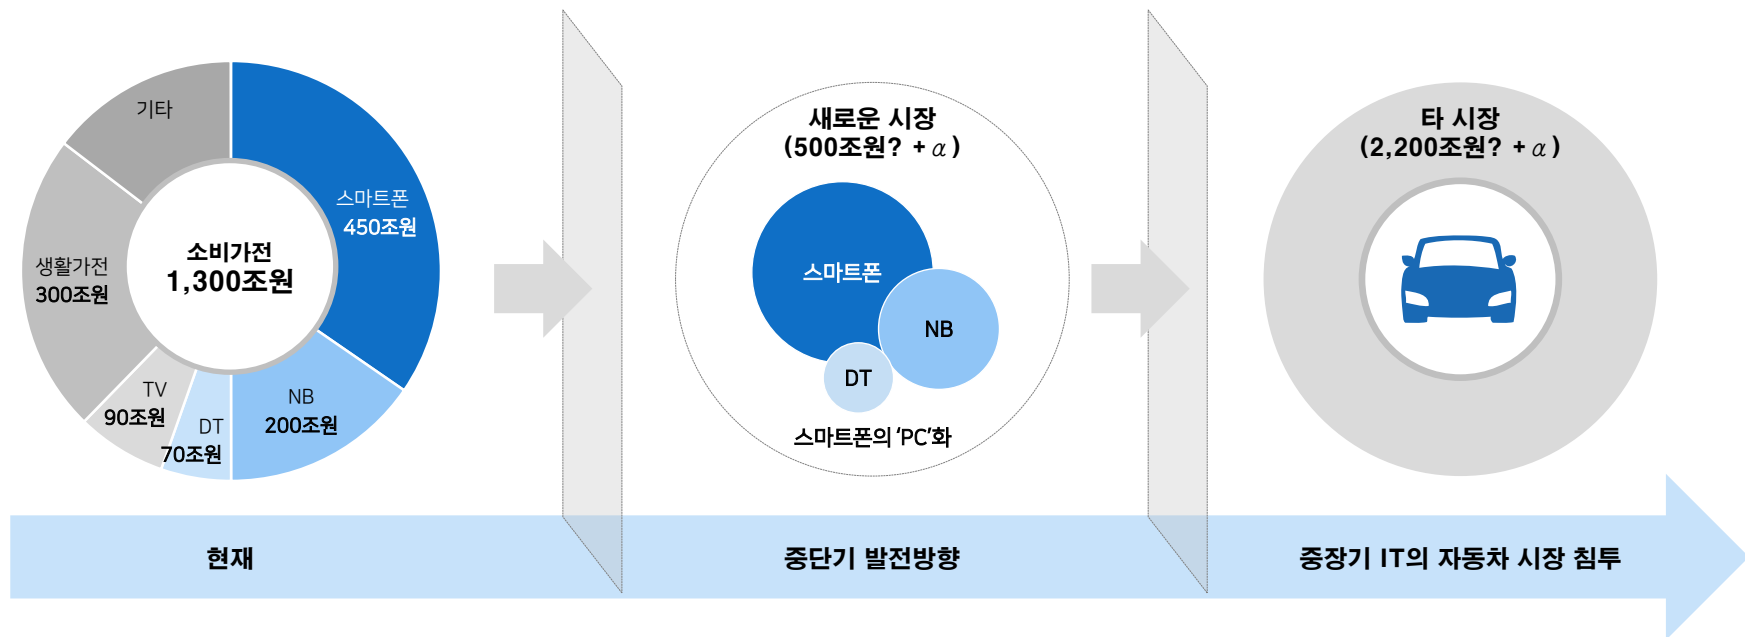 기타
스마트폰
450조원
소비가전
1,300조원
생활가전
300조원
TV
90조원
DT
70조원
NB
200조원
새로운 시장
(500조원? + α)
스마트폰
NB
DT
스마트폰의 ‘PC’화
타 시장
(2,200조원? + α)
현재
중단기 발전방향
중장기 IT의 자동차 시장 침투